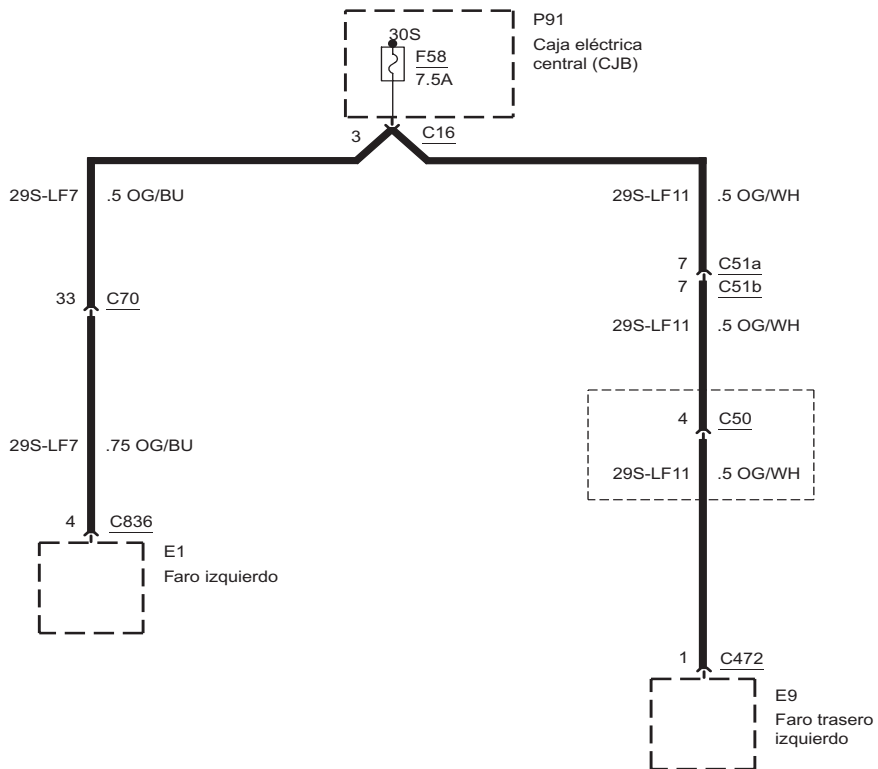 P91
Caja eléctrica
central (CJB)
30S
F58
7.5A
3
C16
29S-LF7
.5 OG/BU
29S-LF11
.5 OG/WH
7
C51a
7
C51b
33
C70
29S-LF11
.5 OG/WH
4
C50
29S-LF7
.75 OG/BU
29S-LF11
.5 OG/WH
4
C836
E1
Faro izquierdo
1
C472
E9
Faro trasero
izquierdo